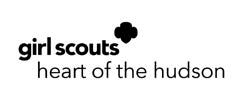 girl scouts
heart of the hudson